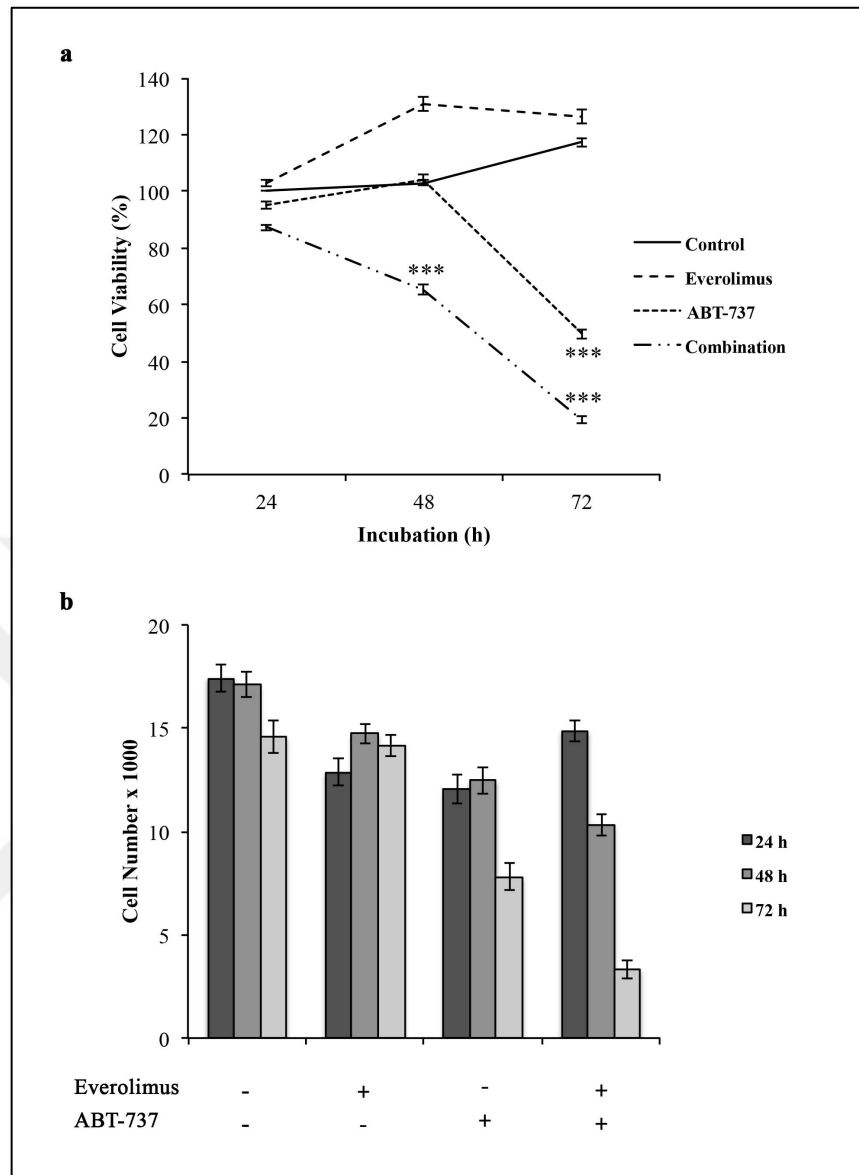 a
140
120
100
80
60
40
20
0
Cell Viability (%)
***
***
***
24 48 72
Incubation (h)
Control
Everolimus
ABT-737
Combination
b
20
15
10
5
0
Cell Number x 1000
24 h
48 h
72 h
Everolimus - + - +
ABT-737 - - + +